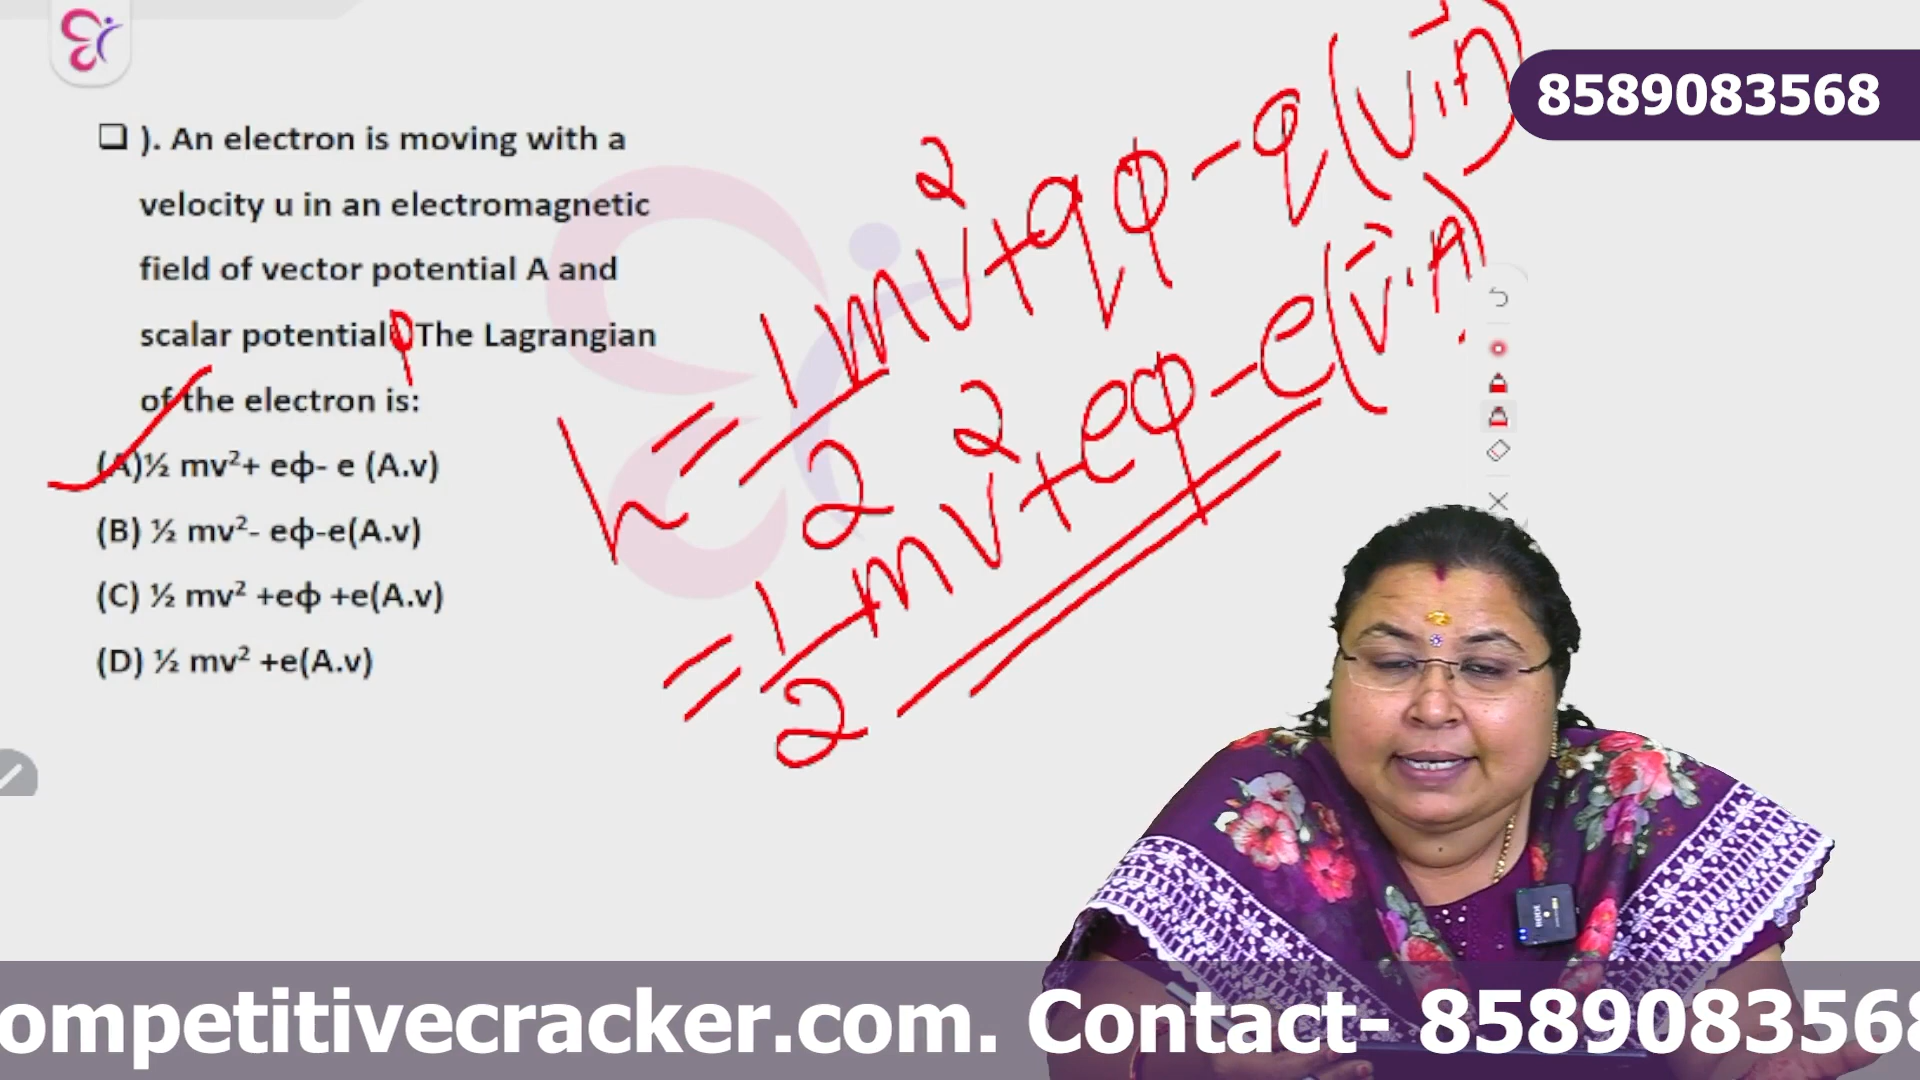 8589083568
❑ ). An electron is moving with a
velocity u in an electromagnetic
field of vector potential A and
scalar potential φ The Lagrangian
of the electron is:
(A)½ mv²+ eф- e (A.v)
(B) ½ mv²- eф-e(A.v)
(C) ½ mv² +eф +e(A.v)
(D) ½ mv² +e(A.v)
L = 1/2 mv² + qφ - q(v.A)
= 1/2 mv² + eφ - e(v.A)
ompetitivecracker.com. Contact- 8589083568